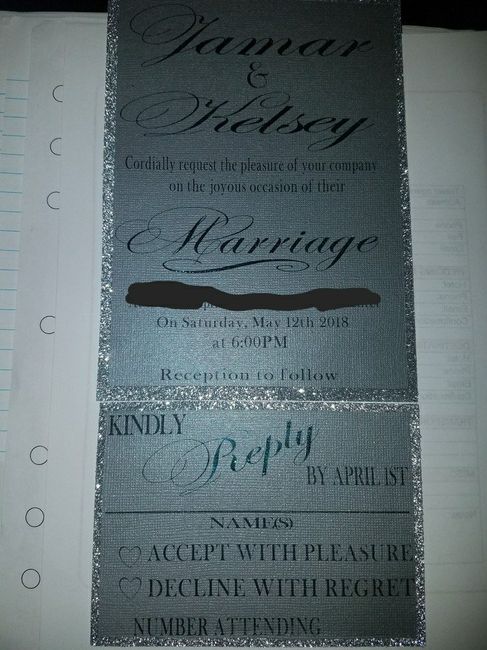 Jamar
&
Kelsey
Cordially request the pleasure of your company
on the joyous occasion of their
Marriage
On Saturday, May 12th 2018
at 6:00PM
Reception to follow
KINDLY
Reply
BY APRIL 1ST
NAME(S)
ACCEPT WITH PLEASURE
DECLINE WITH REGRET
NUMBER ATTENDING